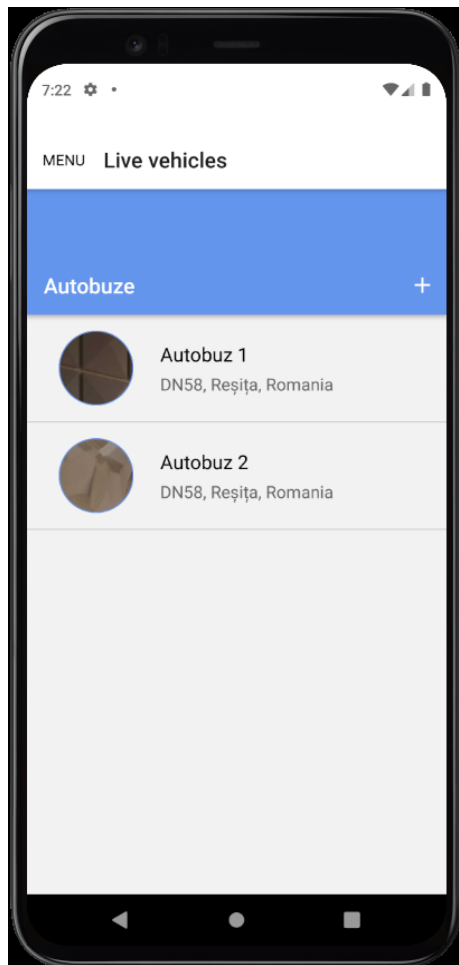 7:22
MENU Live vehicles
Autobuze +
Autobuz 1
DN58, Reșița, Romania
Autobuz 2
DN58, Reșița, Romania